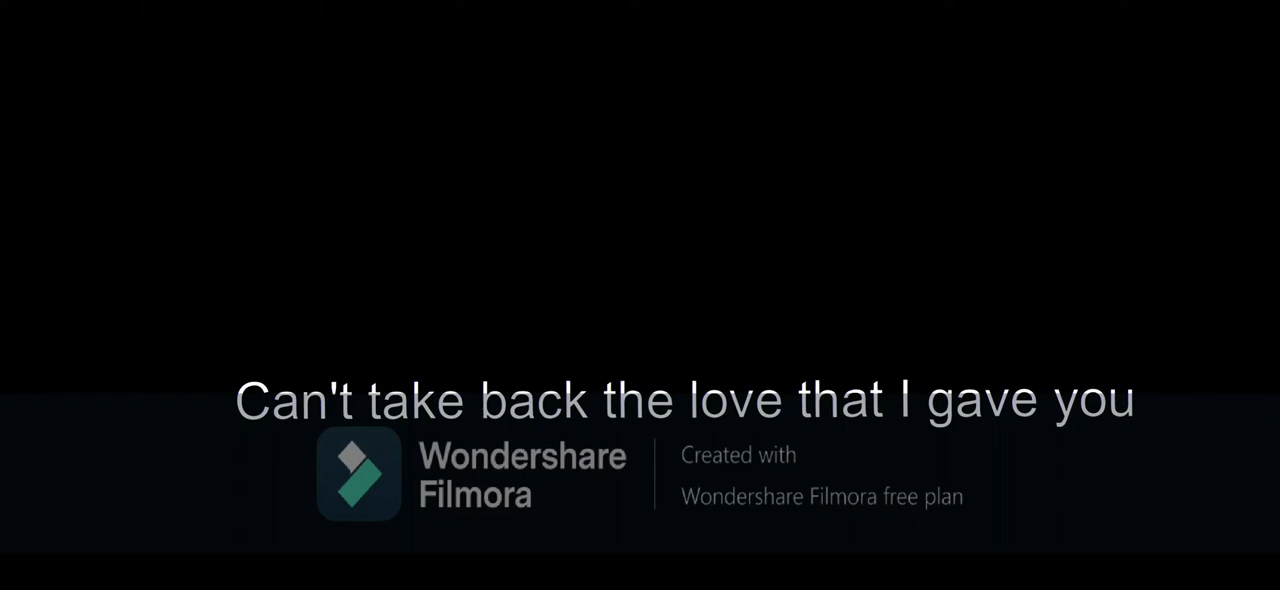 Can't take back the love that I gave you
Wondershare
Filmora
Created with
Wondershare Filmora free plan